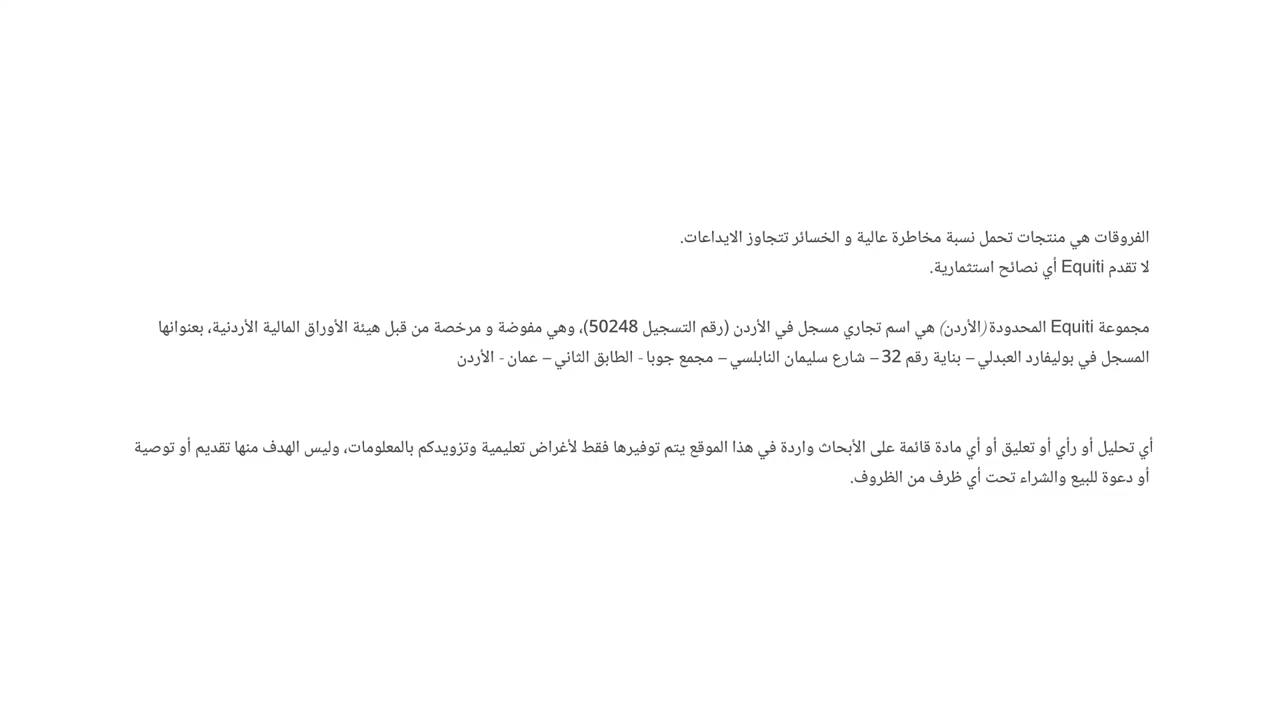 الفروقات هي منتجات تحمل نسبة مخاطرة عالية و الخسائر تتجاوز الايداعات.
لا تقدم Equiti أي نصائح استثمارية.
مجموعة Equiti المحدودة (الأردن) هي اسم تجاري مسجل في الأردن (رقم التسجيل 50248)، وهي مفوضة و مرخصة من قبل هيئة الأوراق المالية الأردنية، بعنوانها
المسجل في بوليفارد العبدلي – بناية رقم 32 – شارع سليمان النابلسي – مجمع جوبا - الطابق الثاني – عمان - الأردن
أي تحليل أو رأي أو تعليق أو أي مادة قائمة على الأبحاث واردة في هذا الموقع يتم توفيرها فقط لأغراض تعليمية وتزويدكم بالمعلومات، وليس الهدف منها تقديم أو توصية
أو دعوة للبيع والشراء تحت أي ظرف من الظروف.